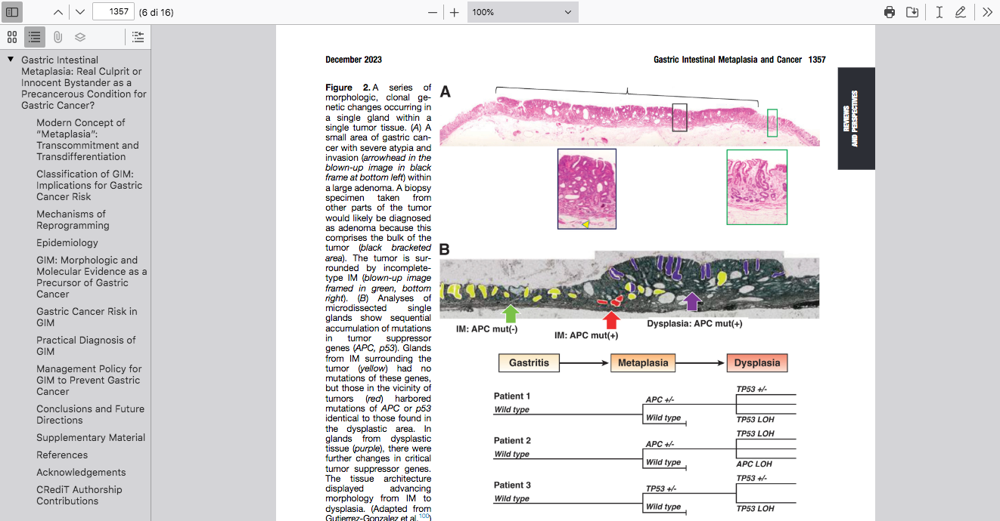 1357 (6 di 16)
100%
Gastric Intestinal
Metaplasia: Real Culprit or
Innocent Bystander as a
Precancerous Condition for
Gastric Cancer?
Modern Concept of
"Metaplasia":
Transcommitment and
Transdifferentiation
Classification of GIM:
Implications for Gastric
Cancer Risk
Mechanisms of
Reprogramming
Epidemiology
GIM: Morphologic and
Molecular Evidence as a
Precursor of Gastric
Cancer
Gastric Cancer Risk in
GIM
Practical Diagnosis of
GIM
Management Policy for
GIM to Prevent Gastric
Cancer
Conclusions and Future
Directions
Supplementary Material
References
Acknowledgements
CRediT Authorship
Contributions
December 2023
Gastric Intestinal Metaplasia and Cancer 1357
REVIEWS
AND PERSPECTIVES
Figure 2. A series of
morphologic, clonal ge-
netic changes occurring in
a single gland within a
single tumor tissue. (A) A
small area of gastric can-
cer with severe atypia and
invasion (arrowhead in the
blown-up image in black
frame at bottom left) within
a large adenoma. A biopsy
specimen taken from
other parts of the tumor
would likely be diagnosed
as adenoma because this
comprises the bulk of the
tumor (black bracketed
area). The tumor is sur-
rounded by incomplete-
type IM (blown-up image
framed in green, bottom
right). (B) Analyses of
microdissected single
glands show sequential
accumulation of mutations
in tumor suppressor
genes (APC, p53). Glands
from IM surrounding the
tumor (yellow) had no
mutations of these genes,
but those in the vicinity of
tumors (red) harbored
mutations of APC or p53
identical to those found in
the dysplastic area. In
glands from dysplastic
tissue (purple), there were
further changes in critical
tumor suppressor genes.
The tissue architecture
displayed advancing
morphology from IM to
dysplasia. (Adapted from
Gutierrez-Gonzalez et al.100)
A
B
IM: APC mut(-)
IM: APC mut(+)
Dysplasia: APC mut(+)
Gastritis
Metaplasia
Dysplasia
Patient 1
Wild type
APC +/-
Wild type
TP53 +/-
TP53 LOH
Patient 2
Wild type
APC +/-
Wild type
TP53 LOH
APC LOH
Patient 3
Wild type
TP53 +/-
Wild type
TP53 +/-
TP53 LOH